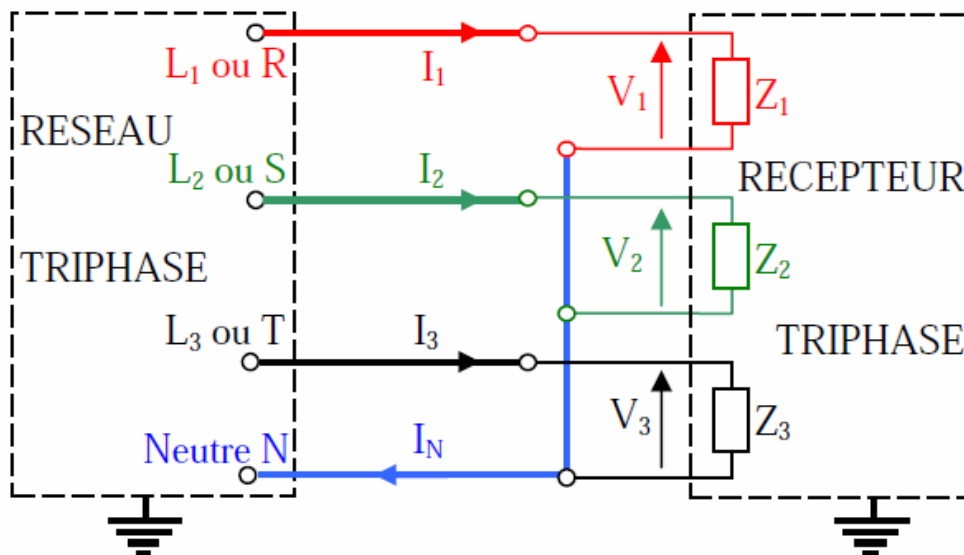 L₁ ou R
I₁
V₁
Z₁
RESEAU
L₂ ou S
I₂
RECEPTEUR
V₂
Z₂
TRIPHASE
L₃ ou T
I₃
TRIPHASE
V₃
Z₃
Neutre N
I_N